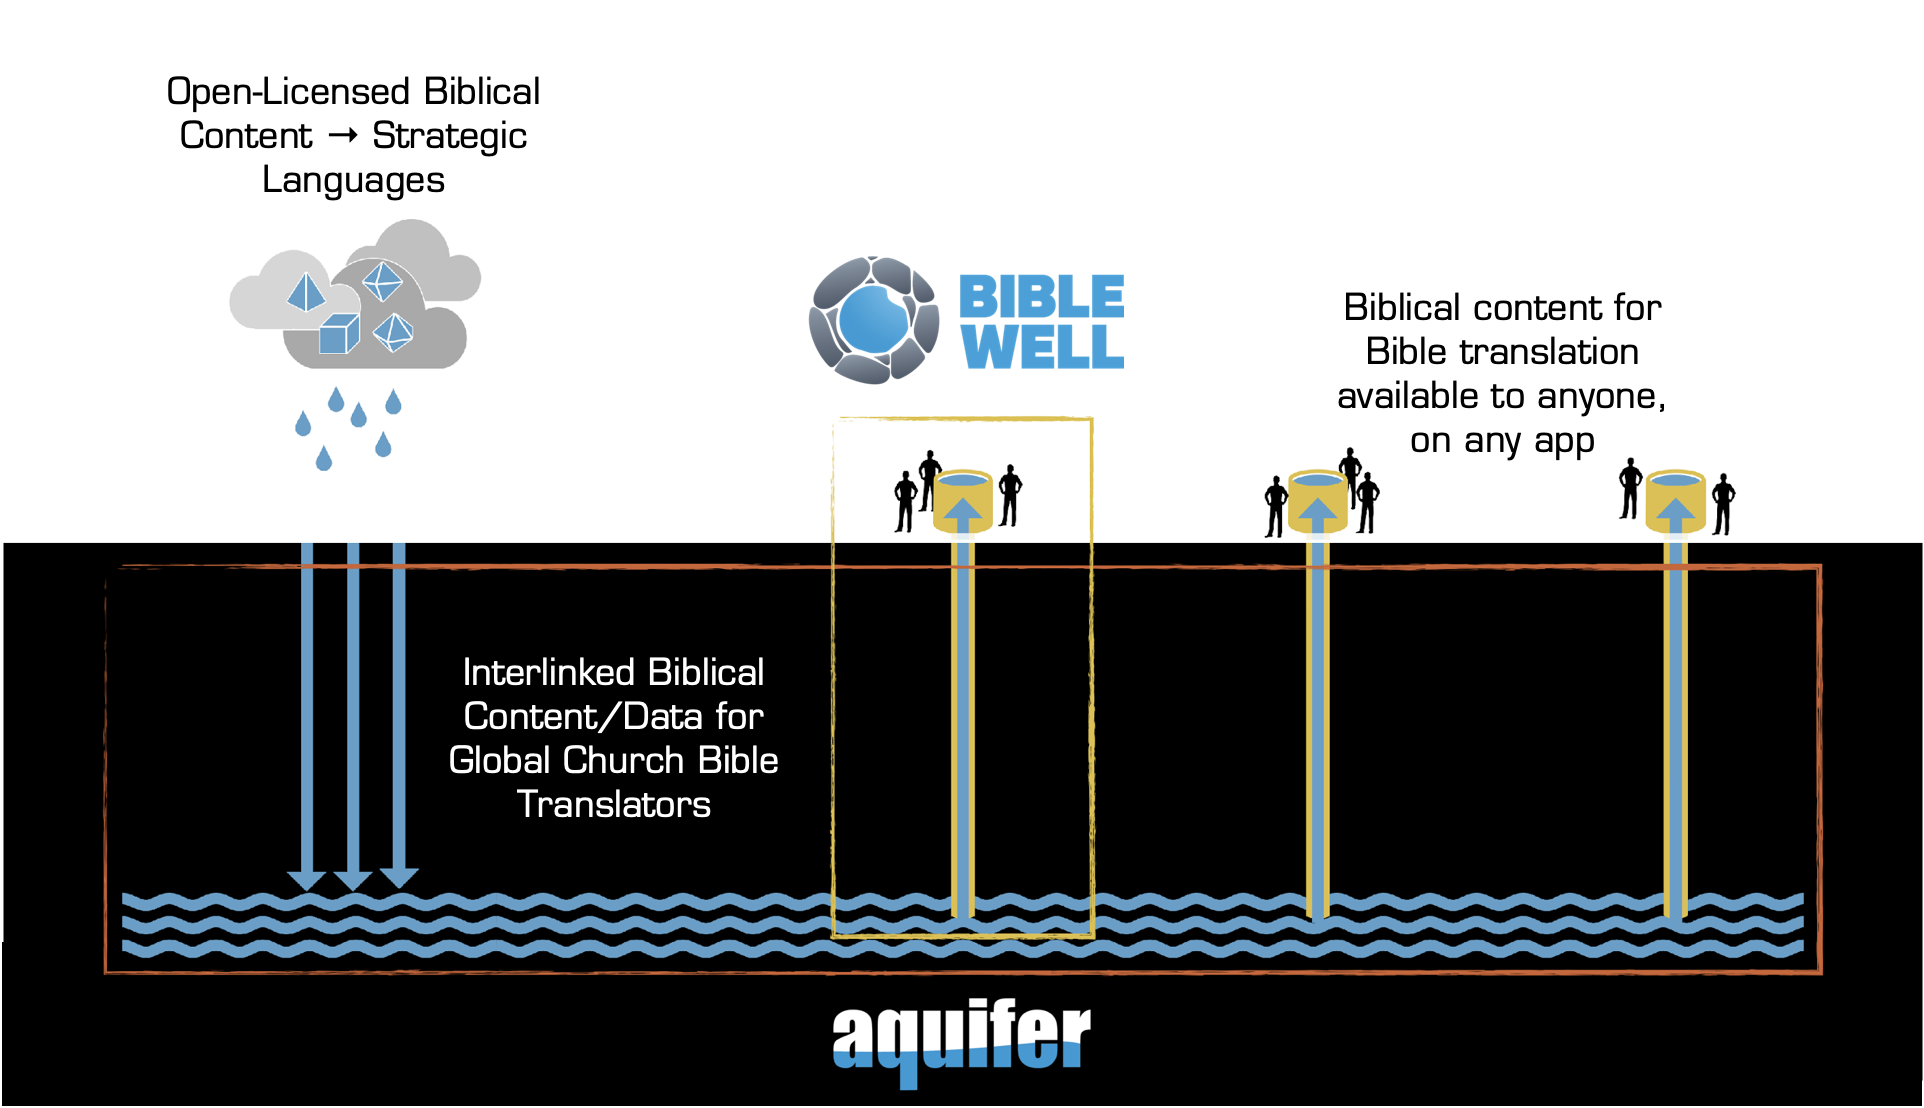 Open-Licensed Biblical
Content → Strategic
Languages
BIBLE
WELL
Biblical content for
Bible translation
available to anyone,
on any app
Interlinked Biblical
Content/Data for
Global Church Bible
Translators
aquifer